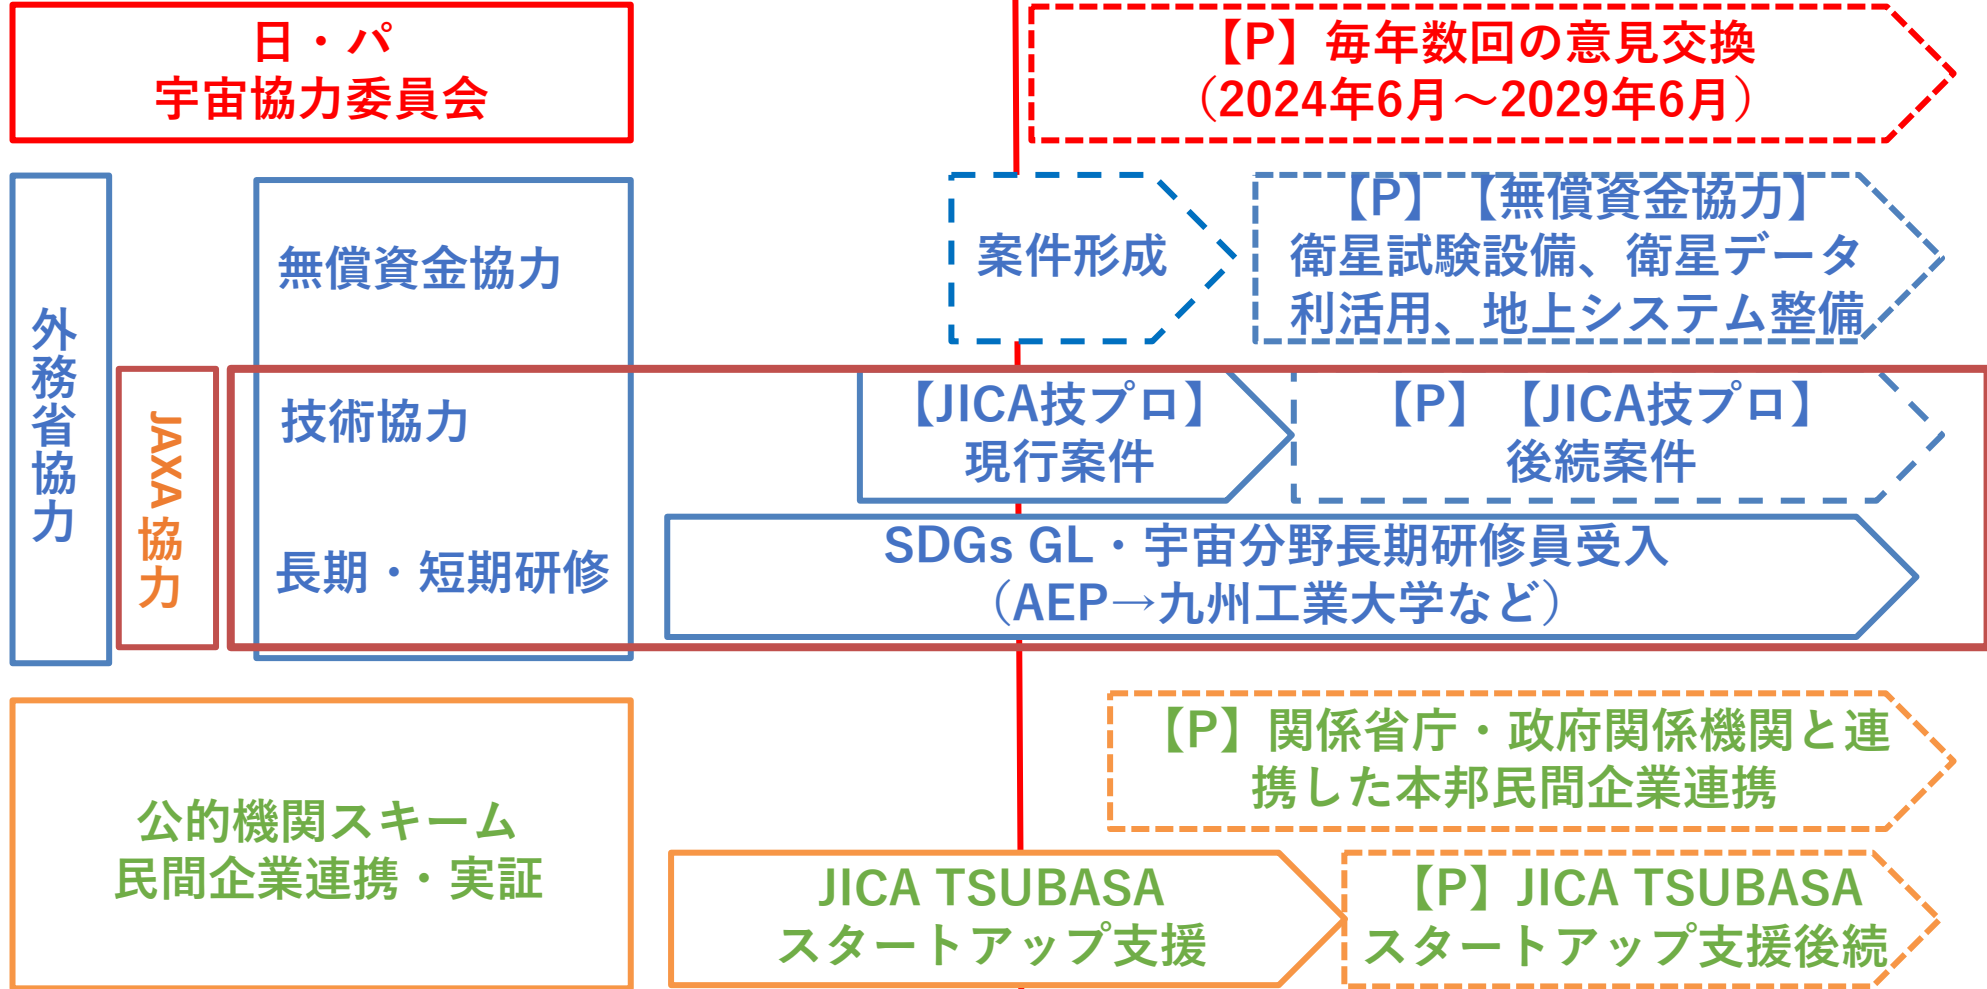 日・パ
宇宙協力委員会
【P】毎年数回の意見交換
（2024年6月～2029年6月）
外務省協力
無償資金協力
案件形成
【P】【無償資金協力】
衛星試験設備、衛星データ
利活用、地上システム整備
JAXA協力
技術協力
【JICA技プロ】
現行案件
【P】【JICA技プロ】
後続案件
長期・短期研修
SDGs GL・宇宙分野長期研修員受入
（AEP→九州工業大学など）
公的機関スキーム
民間企業連携・実証
【P】関係省庁・政府関係機関と連
携した本邦民間企業連携
JICA TSUBASA
スタートアップ支援
【P】JICA TSUBASA
スタートアップ支援後続